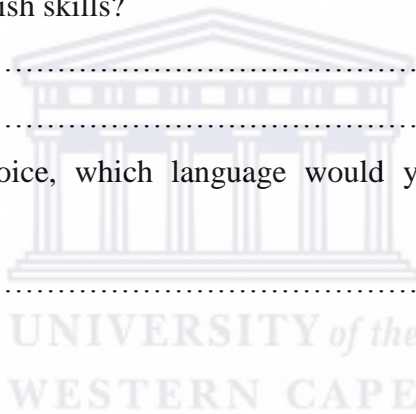 ish skills?
................................................................
................................................................
oice, which language would y
................................................................
UNIVERSITY of the
WESTERN CAPE